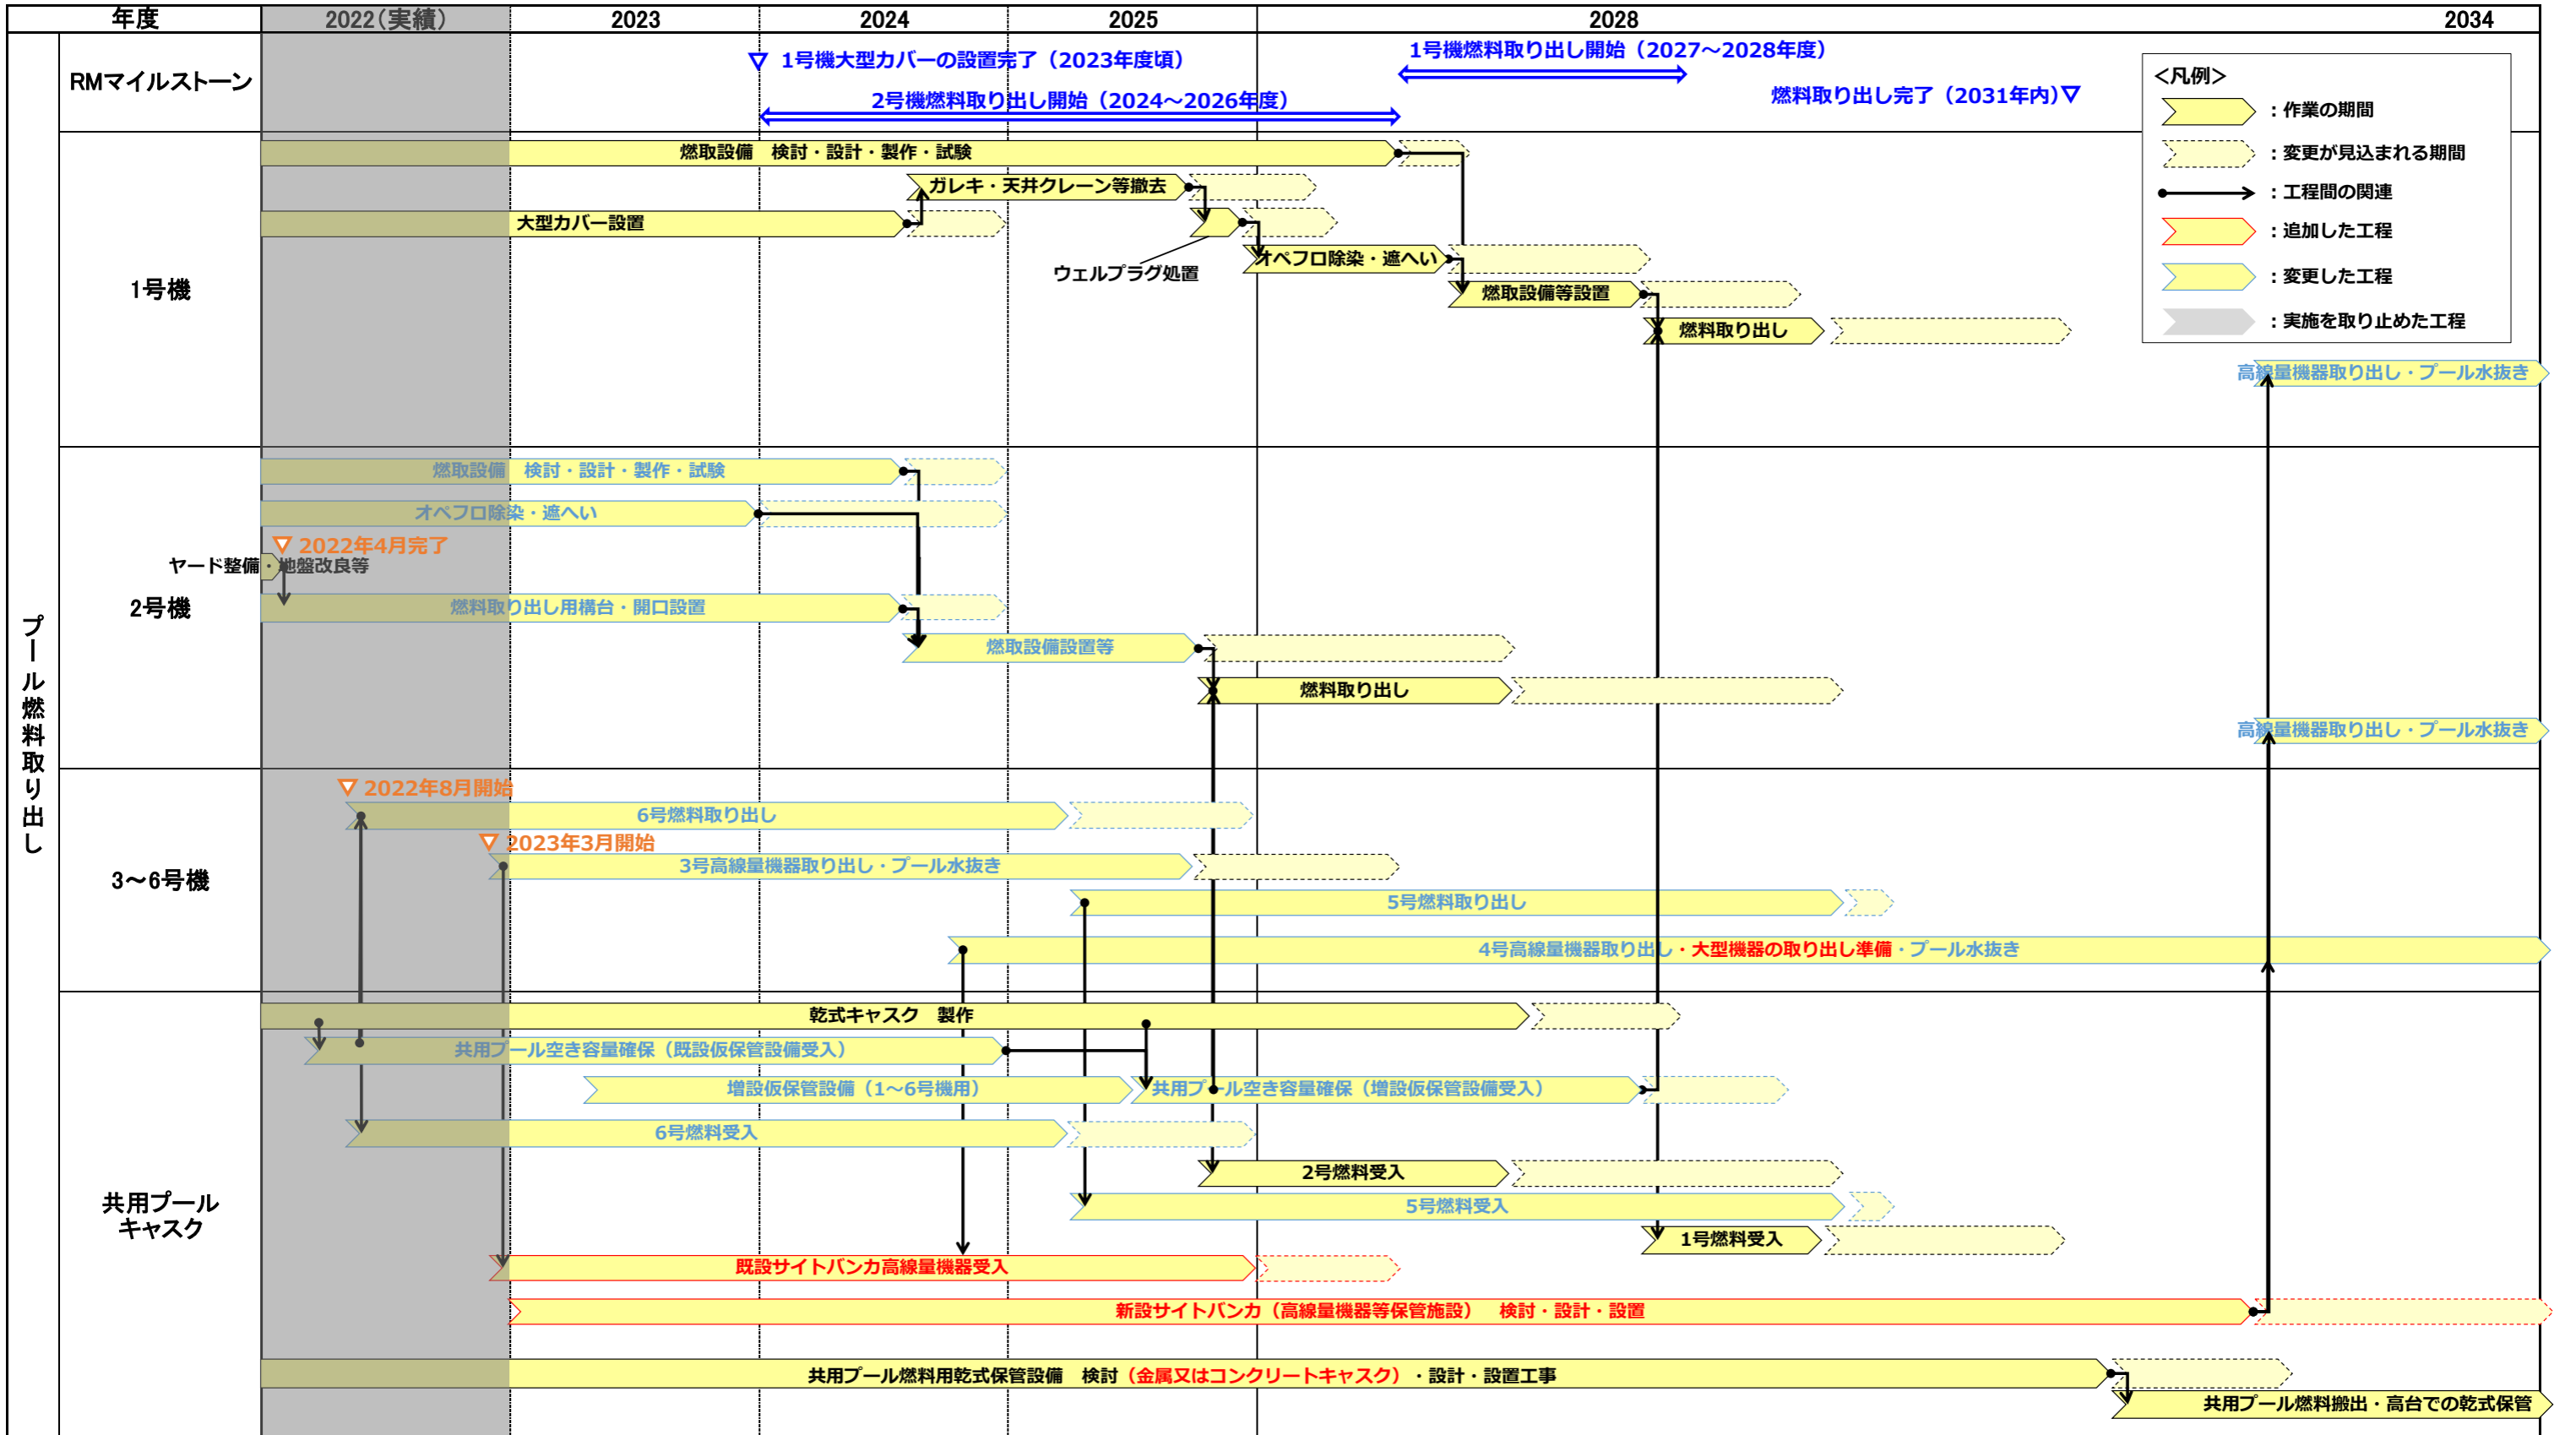 年度 2022（実績） 2023 2024 2025 2028 2034
プール燃料取り出し
RMマイルストーン
1号機大型カバーの設置完了（2023年度頃）
1号機燃料取り出し開始（2027～2028年度）
2号機燃料取り出し開始（2024～2026年度）
燃料取り出し完了（2031年内）
＜凡例＞
：作業の期間
：変更が見込まれる期間
：工程間の関連
：追加した工程
：変更した工程
：実施を取り止めた工程
1号機
燃取設備　検討・設計・製作・試験
ガレキ・天井クレーン等撤去
大型カバー設置
ウェルプラグ処置
オペフロ除染・遮へい
燃取設備等設置
燃料取り出し
高線量機器取り出し・プール水抜き
2号機
燃取設備　検討・設計・製作・試験
オペフロ除染・遮へい
2022年4月完了
ヤード整備・地盤改良等
燃料取り出し用構台・開口設置
燃取設備設置等
燃料取り出し
高線量機器取り出し・プール水抜き
3～6号機
2022年8月開始
6号燃料取り出し
2023年3月開始
3号高線量機器取り出し・プール水抜き
5号燃料取り出し
4号高線量機器取り出し・大型機器の取り出し準備・プール水抜き
共用プール
キャスク
乾式キャスク　製作
共用プール空き容量確保（既設仮保管設備受入）
増設仮保管設備（1～6号機用）
共用プール空き容量確保（増設仮保管設備受入）
6号燃料受入
2号燃料受入
5号燃料受入
1号燃料受入
既設サイトバンカ高線量機器受入
新設サイトバンカ（高線量機器等保管施設）　検討・設計・設置
共用プール燃料用乾式保管設備　検討（金属又はコンクリートキャスク）・設計・設置工事
共用プール燃料搬出・高台での乾式保管